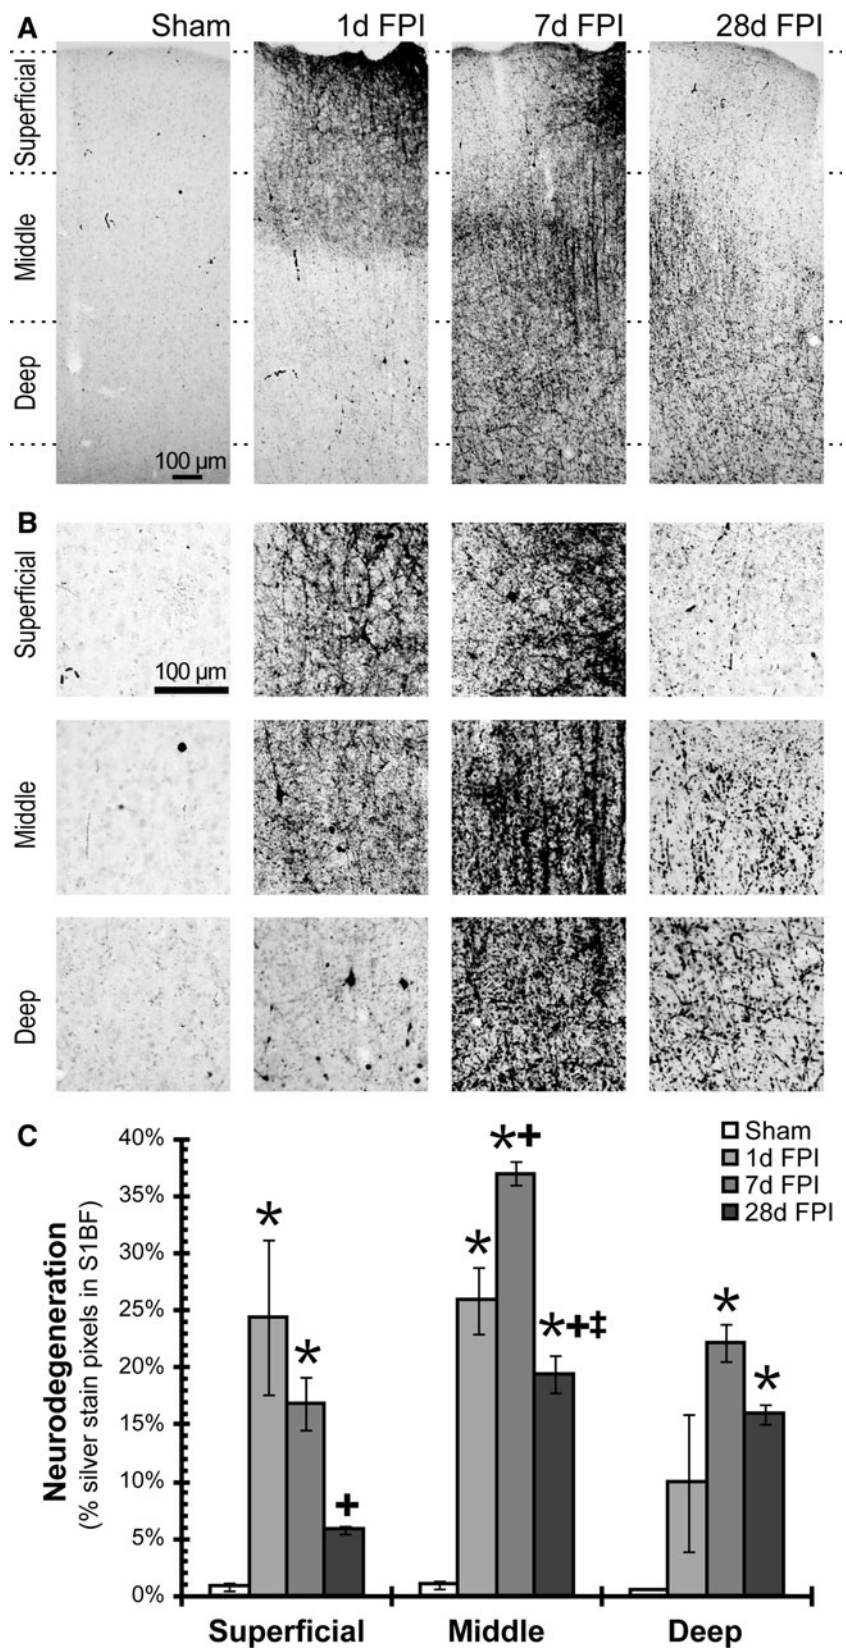 A
Sham 1d FPI 7d FPI 28d FPI
Superficial
Middle
Deep
100 µm
B
Superficial
100 µm
Middle
Deep
C
Neurodegeneration
(% silver stain pixels in S1BF)
40%
35%
30%
25%
20%
15%
10%
5%
0%
* * +
* *+ *+‡
* *
Sham
1d FPI
7d FPI
28d FPI
Superficial Middle Deep